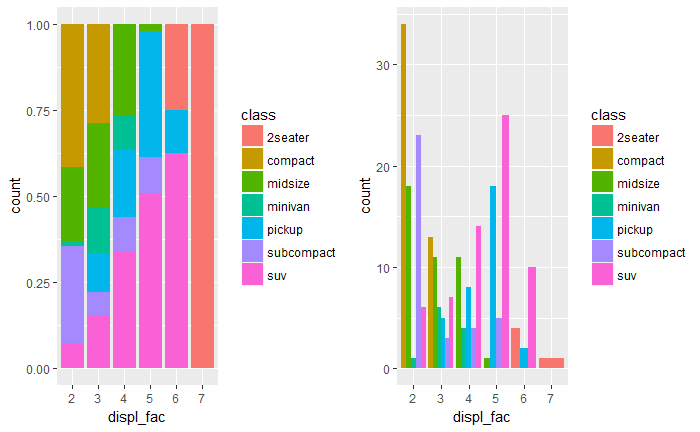 1.00
0.75
0.50
0.25
0.00
count
2 3 4 5 6 7
displ_fac
class
2seater
compact
midsize
minivan
pickup
subcompact
suv
30
20
10
0
count
2 3 4 5 6 7
displ_fac
class
2seater
compact
midsize
minivan
pickup
subcompact
suv